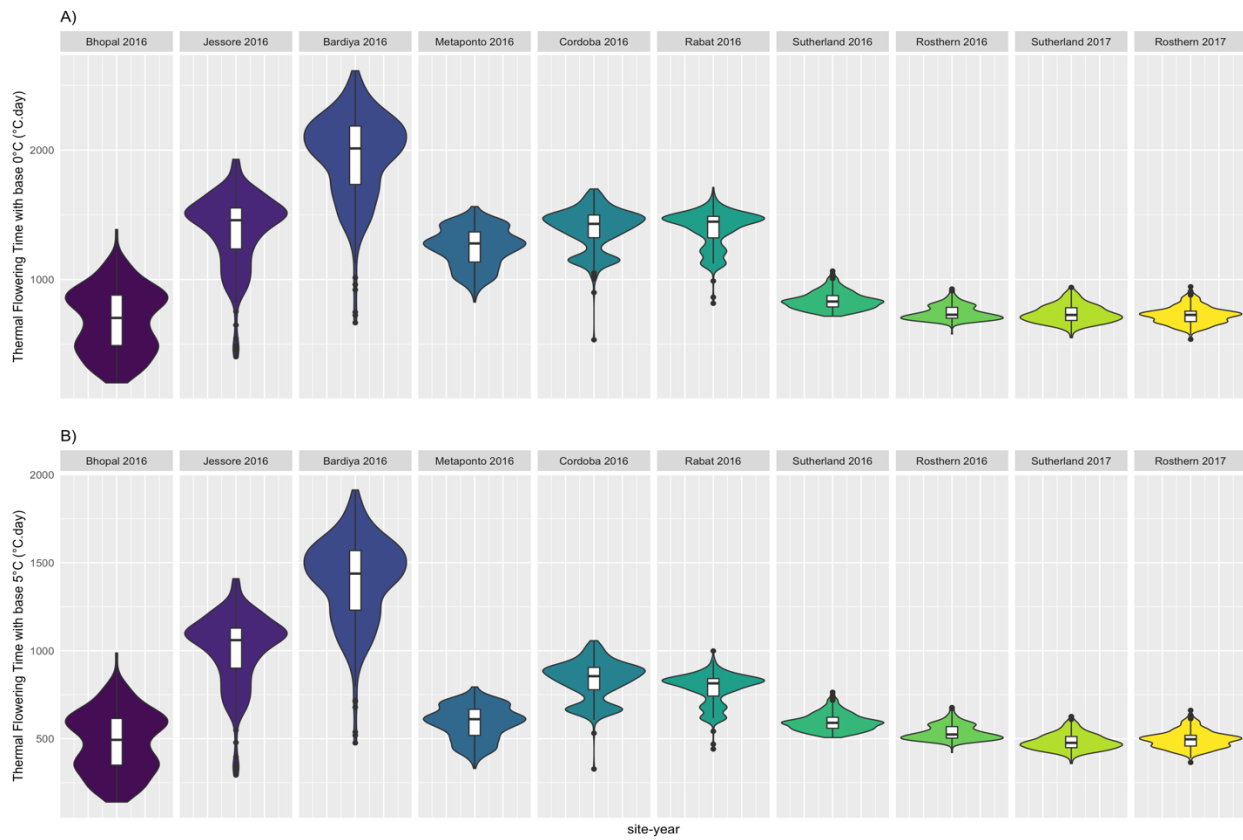 A)
Bhopal 2016 Jessore 2016 Bardiya 2016 Metaponto 2016 Cordoba 2016 Rabat 2016 Sutherland 2016 Rosthern 2016 Sutherland 2017 Rosthern 2017
Thermal Flowering Time with base 0°C (°C.day)
2000
1000
B)
Bhopal 2016 Jessore 2016 Bardiya 2016 Metaponto 2016 Cordoba 2016 Rabat 2016 Sutherland 2016 Rosthern 2016 Sutherland 2017 Rosthern 2017
Thermal Flowering Time with base 5°C (°C.day)
2000
1500
1000
500
site-year